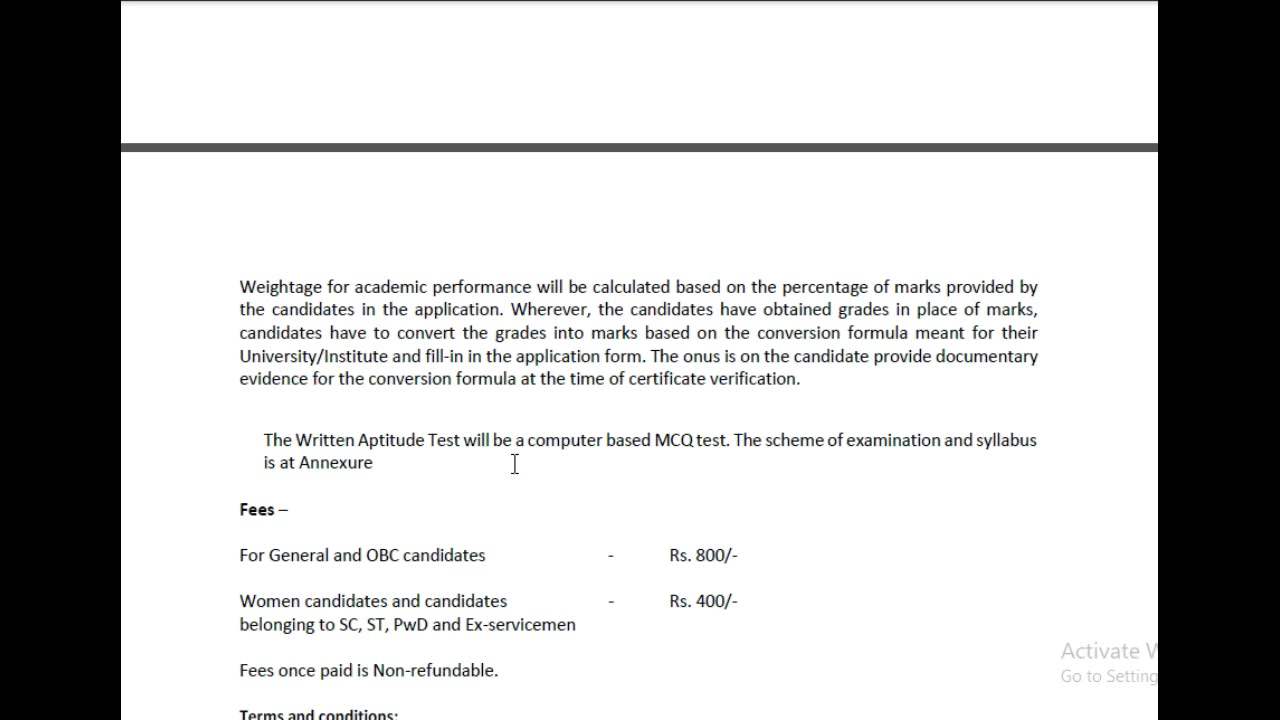 Weightage for academic performance will be calculated based on the percentage of marks provided by
the candidates in the application. Wherever, the candidates have obtained grades in place of marks,
candidates have to convert the grades into marks based on the conversion formula meant for their
University/Institute and fill-in in the application form. The onus is on the candidate provide documentary
evidence for the conversion formula at the time of certificate verification.
The Written Aptitude Test will be a computer based MCQ test. The scheme of examination and syllabus
is at Annexure
Fees –
For General and OBC candidates - Rs. 800/-
Women candidates and candidates - Rs. 400/-
belonging to SC, ST, PwD and Ex-servicemen
Fees once paid is Non-refundable.
Activate W
Go to Setting
Terms and conditions: